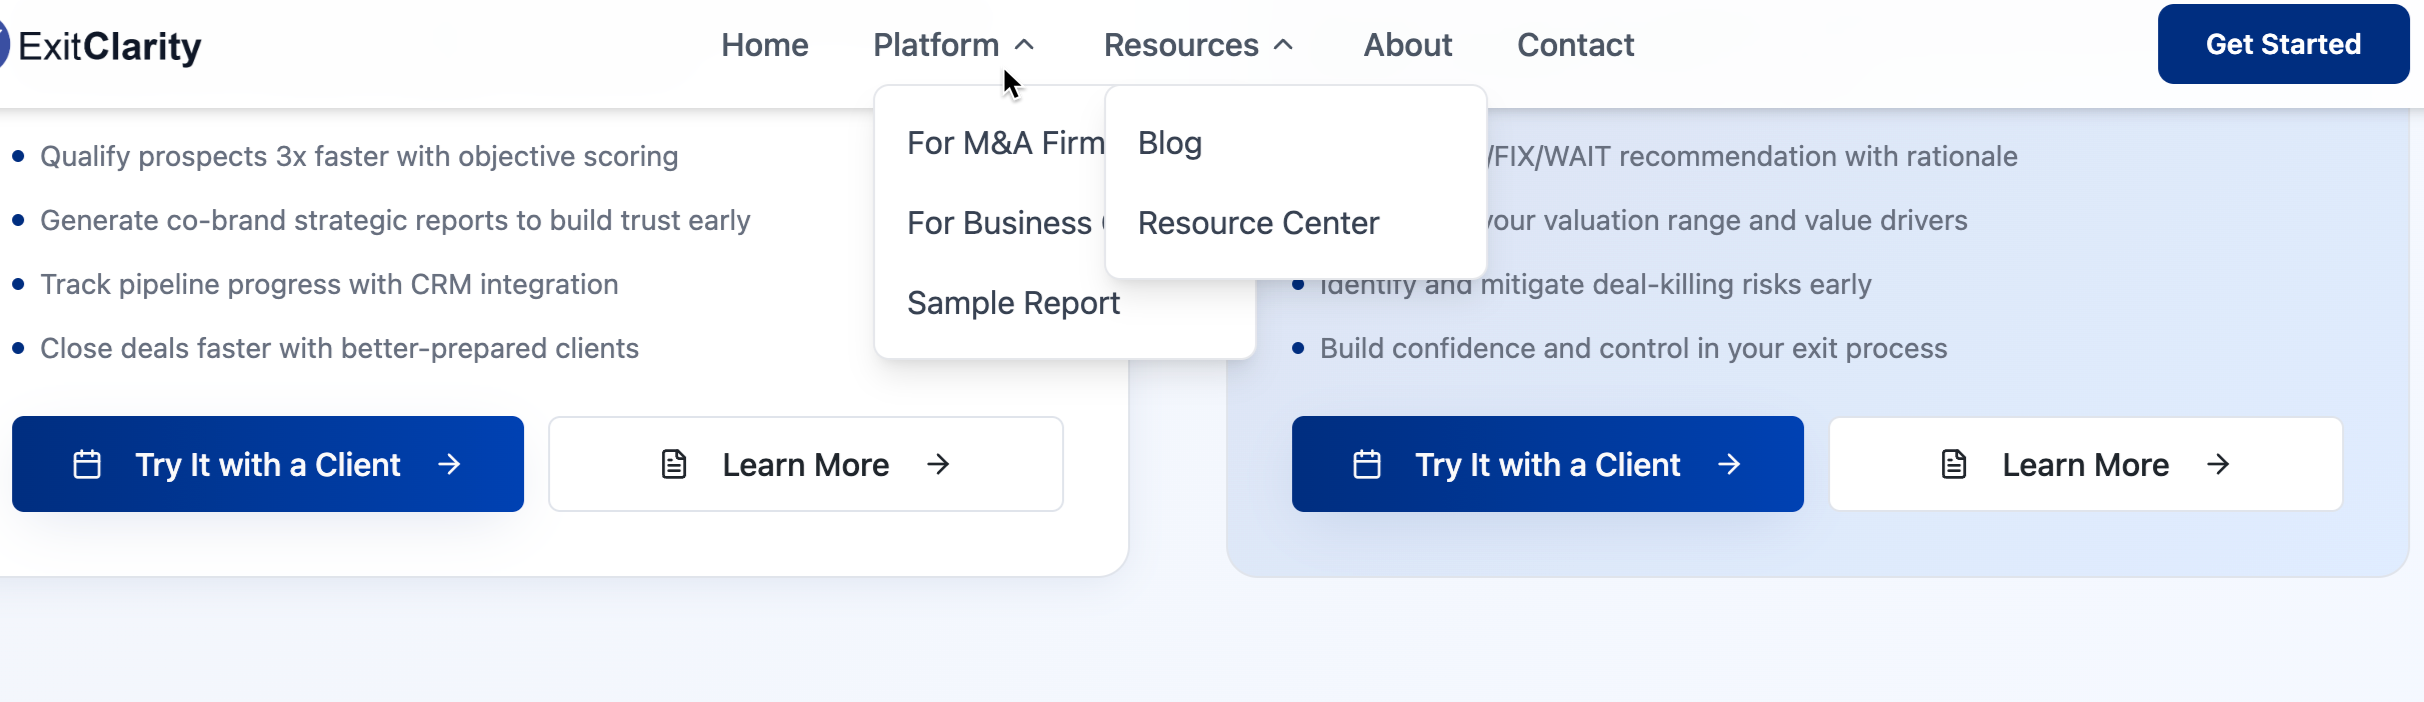 ExitClarity
Home
Platform
Resources
About
Contact
Get Started
For M&A Firm
For Business
Sample Report
Blog
Resource Center
Qualify prospects 3x faster with objective scoring
Generate co-brand strategic reports to build trust early
Track pipeline progress with CRM integration
Close deals faster with better-prepared clients
Try It with a Client
Learn More
/FIX/WAIT recommendation with rationale
your valuation range and value drivers
Identify and mitigate deal-killing risks early
Build confidence and control in your exit process
Try It with a Client
Learn More